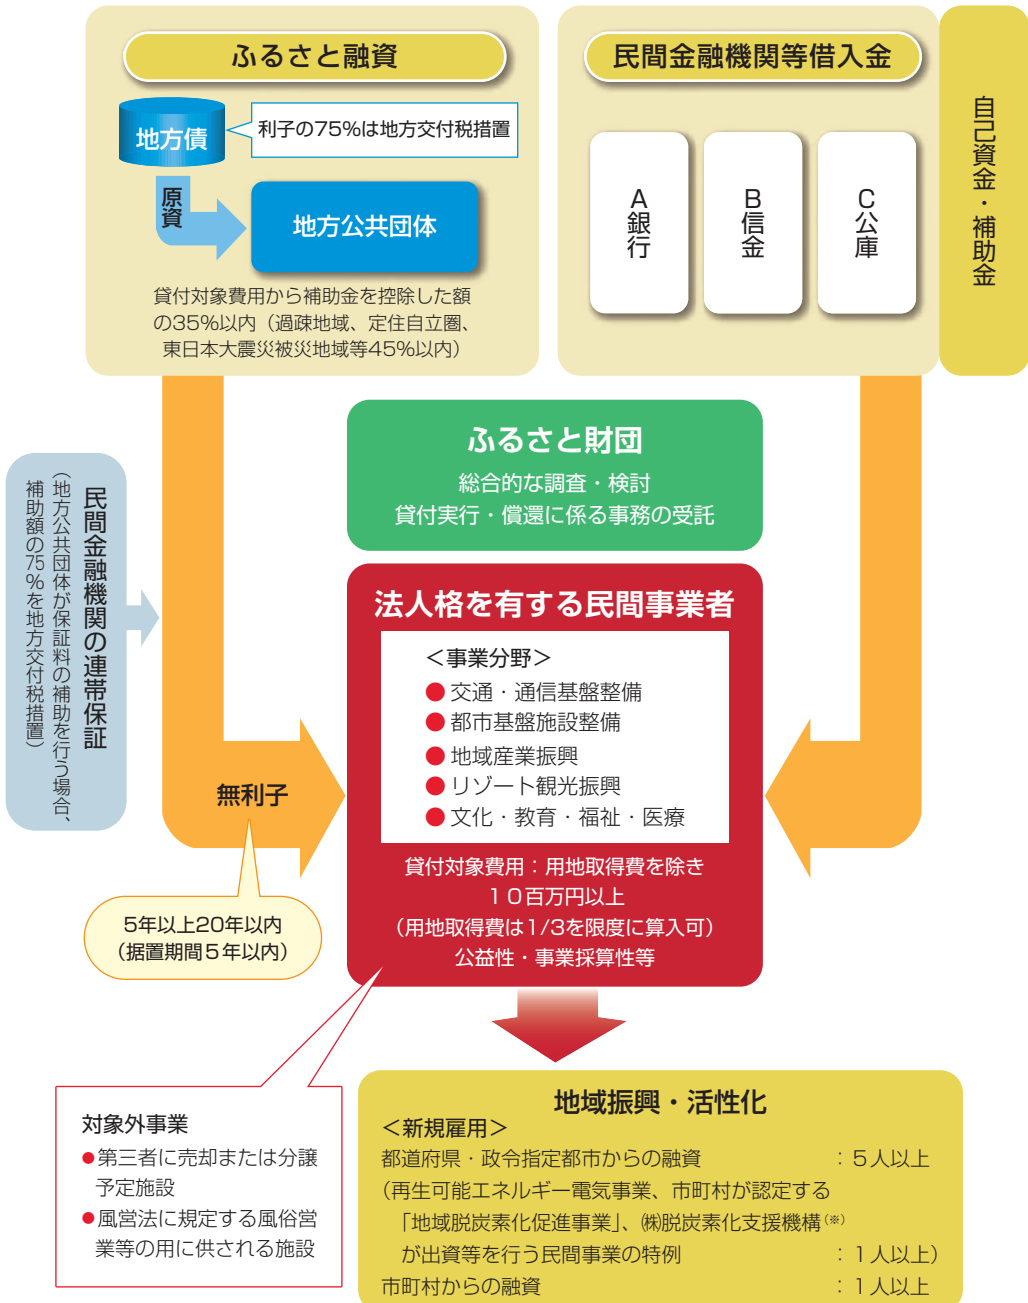 ふるさと融資
地方債
利子の75%は地方交付税措置
原資
地方公共団体
貸付対象費用から補助金を控除した額
の35%以内（過疎地域、定住自立圏、
東日本大震災被災地域等45%以内）
民間金融機関等借入金
A銀行
B信金
C公庫
自己資金・補助金
ふるさと財団
総合的な調査・検討
貸付実行・償還に係る事務の受託
民間金融機関の連帯保証
（地方公共団体が保証料の補助を行う場合、
補助額の75%を地方交付税措置）
法人格を有する民間事業者
＜事業分野＞
●交通・通信基盤整備
●都市基盤施設整備
●地域産業振興
●リゾート観光振興
●文化・教育・福祉・医療
貸付対象費用：用地取得費を除き
１０百万円以上
（用地取得費は1/3を限度に算入可）
公益性・事業採算性等
無利子
5年以上20年以内
（据置期間５年以内）
対象外事業
●第三者に売却または分譲
予定施設
●風営法に規定する風俗営
業等の用に供される施設
地域振興・活性化
＜新規雇用＞
都道府県・政令指定都市からの融資 ：５人以上
（再生可能エネルギー電気事業、市町村が認定する
「地域脱炭素化促進事業」、㈱脱炭素化支援機構(※)
が出資等を行う民間事業の特例 ：１人以上）
市町村からの融資 ：１人以上